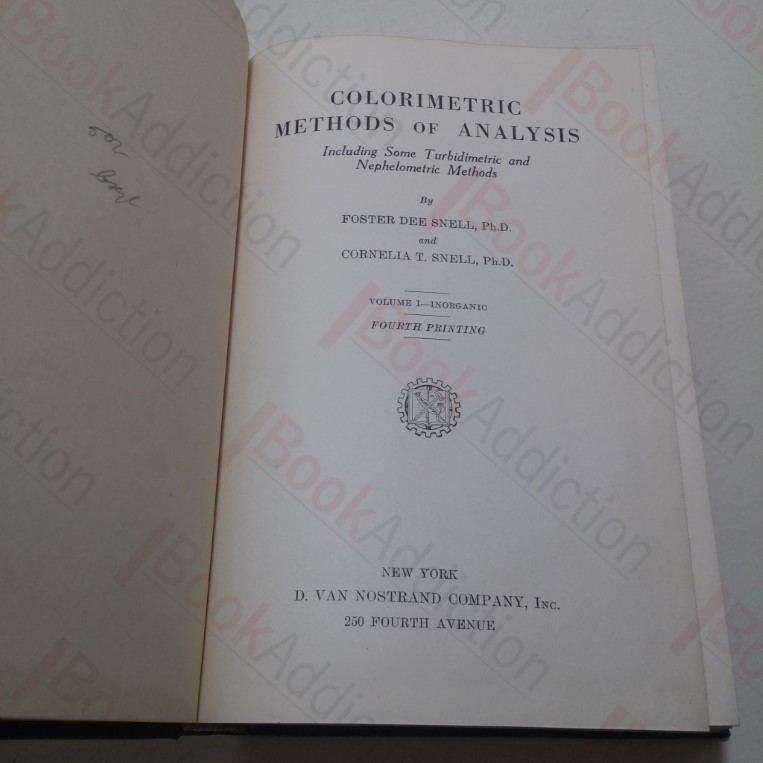 COLORIMETRIC
METHODS OF ANALYSIS
Including Some Turbidimetric and
Nephelometric Methods
By
FOSTER DEE SNELL, Ph.D.
and
CORNELIA T. SNELL, Ph.D.
VOLUME I—INORGANIC
FOURTH PRINTING
NEW YORK
D. VAN NOSTRAND COMPANY, Inc.
250 FOURTH AVENUE
BookAddiction